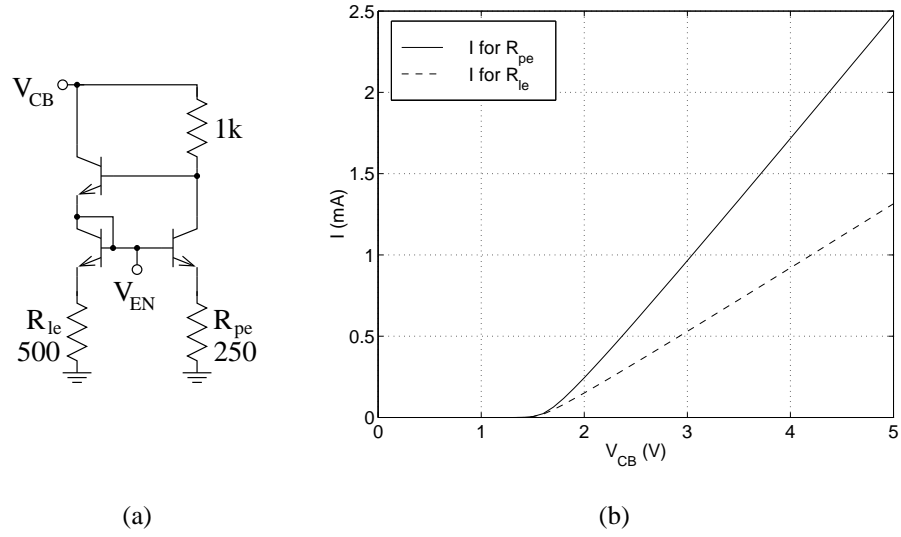 V_CB
1k
V_EN
R_le
500
R_pe
250
(a)
2.5
2
1.5
1
0.5
0
I (mA)
I for R_pe
I for R_le
0 1 2 3 4 5
V_CB (V)
(b)